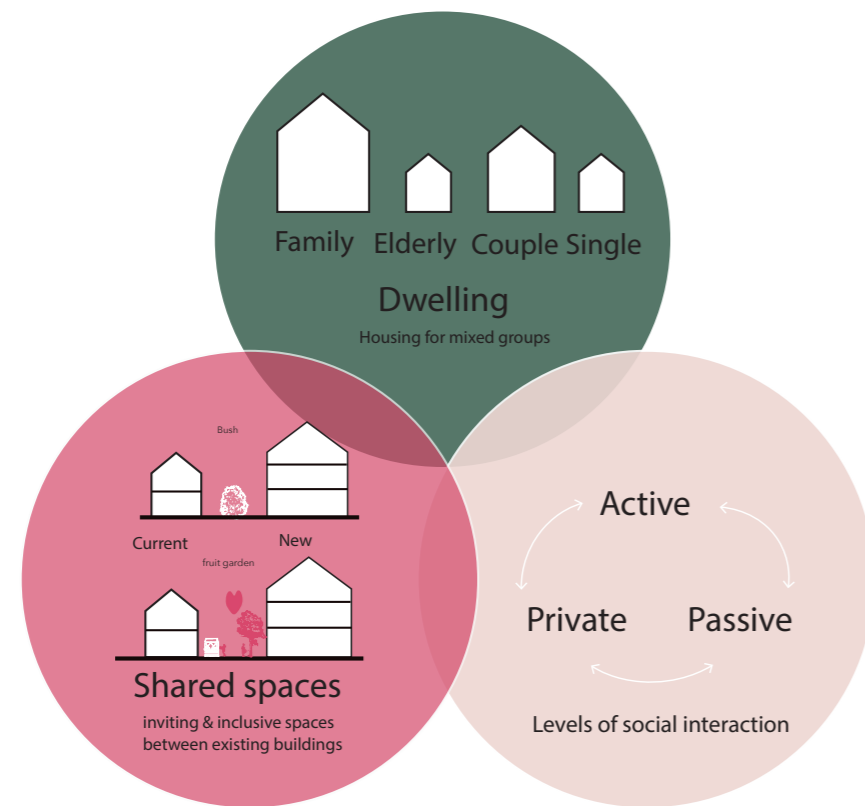 Family Elderly Couple Single
Dwelling
Housing for mixed groups
Bush
Current New
fruit garden
Shared spaces
inviting & inclusive spaces
between existing buildings
Active
Private Passive
Levels of social interaction